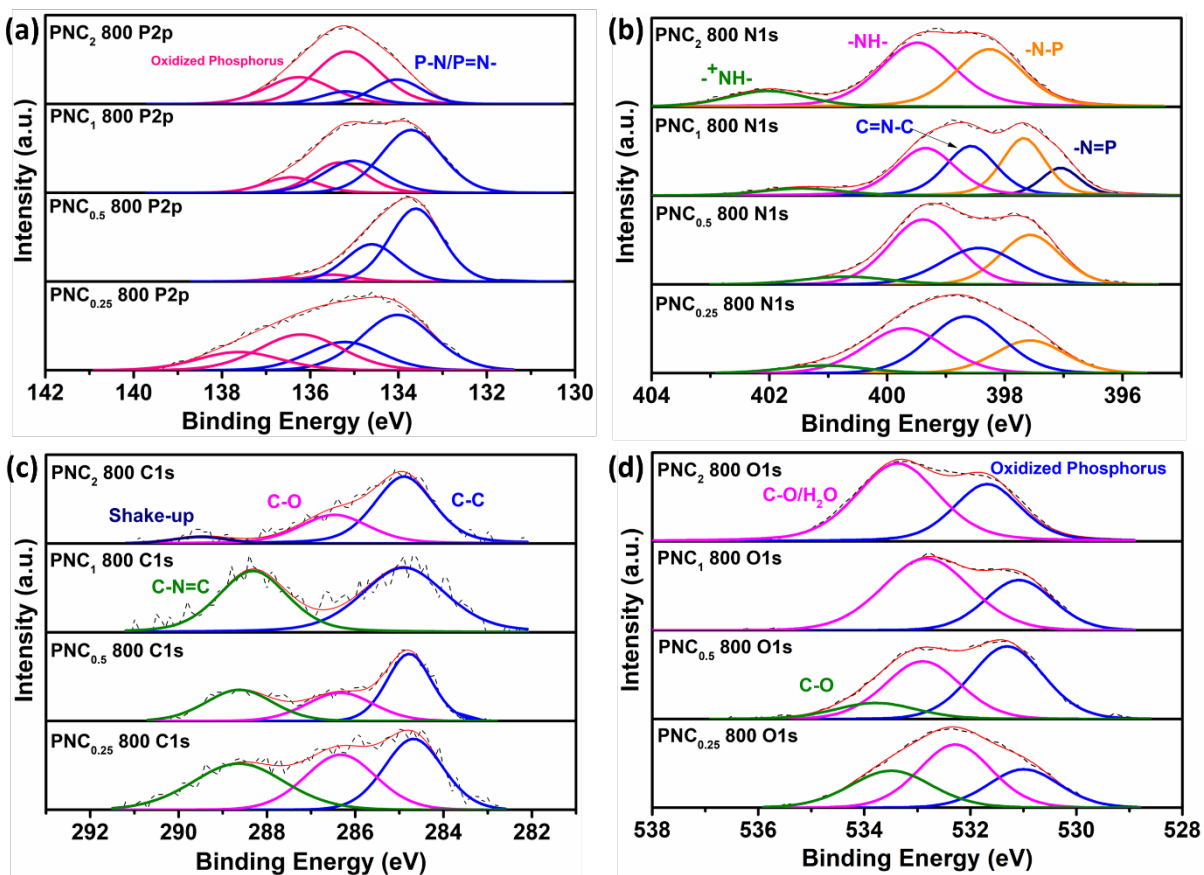 (a)
PNC₂ 800 P2p
Oxidized Phosphorus
P-N/P=N-
PNC₁ 800 P2p
PNC₀.₅ 800 P2p
PNC₀.₂₅ 800 P2p
Intensity (a.u.)
142 140 138 136 134 132 130
Binding Energy (eV)
(b)
PNC₂ 800 N1s
-NH-
-N-P
-⁺NH-
PNC₁ 800 N1s
C=N-C
-N=P
PNC₀.₅ 800 N1s
PNC₀.₂₅ 800 N1s
Intensity (a.u.)
404 402 400 398 396
Binding Energy (eV)
(c)
PNC₂ 800 C1s
C-O
C-C
Shake-up
PNC₁ 800 C1s
C-N=C
PNC₀.₅ 800 C1s
PNC₀.₂₅ 800 C1s
Intensity (a.u.)
292 290 288 286 284 282
Binding Energy (eV)
(d)
PNC₂ 800 O1s
Oxidized Phosphorus
C-O/H₂O
PNC₁ 800 O1s
PNC₀.₅ 800 O1s
C-O
PNC₀.₂₅ 800 O1s
Intensity (a.u.)
538 536 534 532 530 528
Binding Energy (eV)